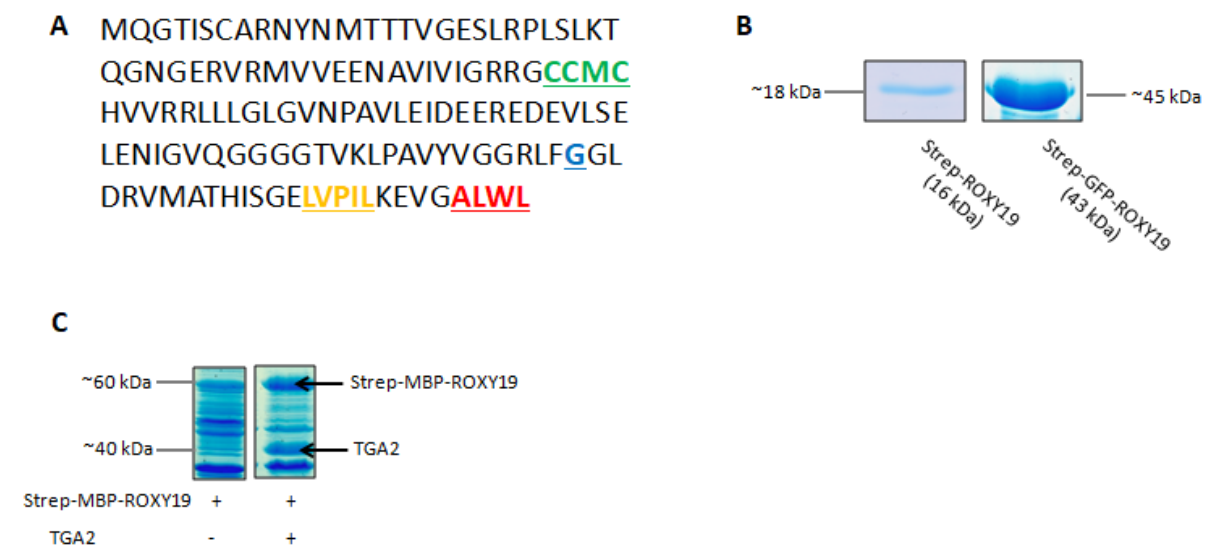 A
MQGTISCARNYNMTTTVGESLRPLSLKT
QGNGERVRMVVEENAVIVIGRRGCCMC
HVVRRLLLGLGVNPAVLEIDEEREDEVLSE
LENIGVQGGGGTVKLPAVYVGGRLFGGL
DRVMATHISGELVPILKEVGALWL
B
~18 kDa
~45 kDa
Strep-ROXY19
(16 kDa)
Strep-GFP-ROXY19
(43 kDa)
C
~60 kDa
Strep-MBP-ROXY19
~40 kDa
TGA2
Strep-MBP-ROXY19 + +
TGA2 - +